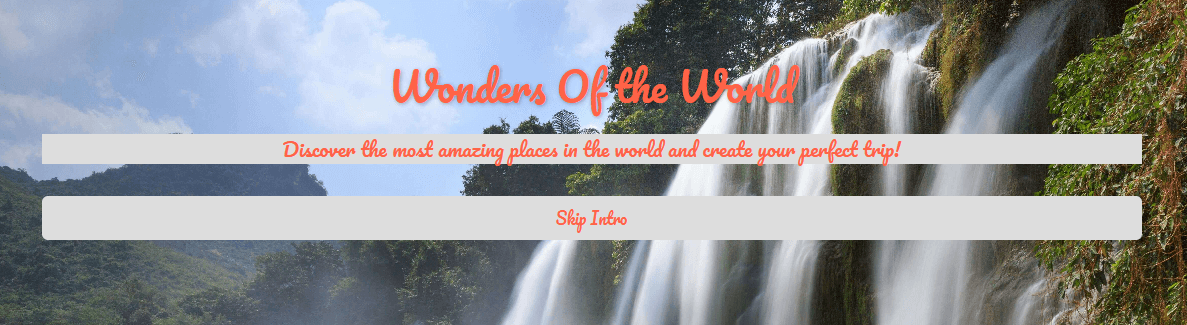 Wonders Of the World
Discover the most amazing places in the world and create your perfect trip!
Skip Intro